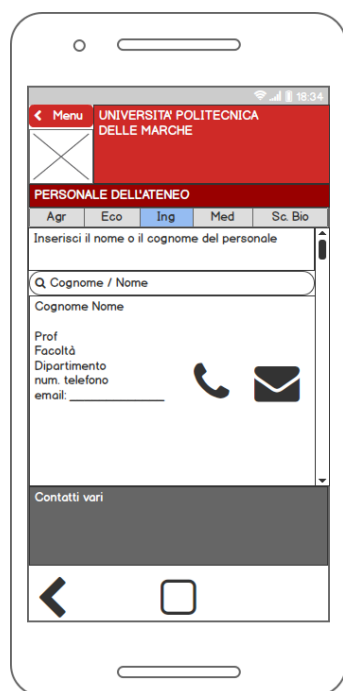 18:34
Menu
UNIVERSITA' POLITECNICA
DELLE MARCHE
PERSONALE DELL'ATENEO
Agr Eco Ing Med Sc. Bio
Inserisci il nome o il cognome del personale
Cognome / Nome
Cognome Nome
Prof
Facoltà
Dipartimento
num. telefono
email: _______________
Contatti vari